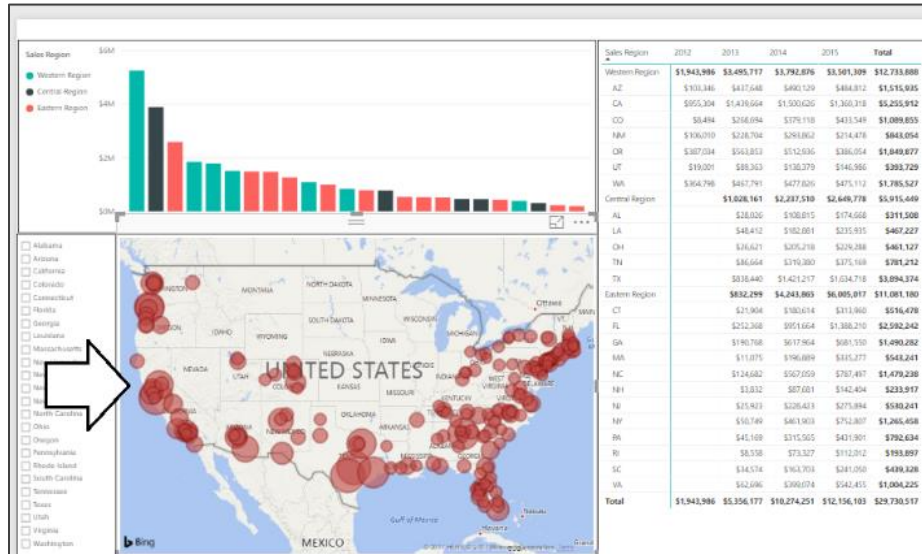 Sales Region
Western Region
Central Region
Eastern Region
$6M
$4M
$2M
$0M
Alabama
Arizona
California
Colorado
Connecticut
Florida
Georgia
Louisiana
Massachusetts
North Carolina
Ohio
Oregon
Pennsylvania
Rhode Island
South Carolina
Tennessee
Texas
Utah
Virginia
Washington
MONTANA
NORTH DAKOTA
MINNESOTA
Ottawa
SOUTH DAKOTA
WISCONSIN
MICHIGAN
IDAHO
WYOMING
IOWA
NEBRASKA
NEVADA
UTAH
UNITED STATES
KANSAS
MISSOURI
WEST
VIRGINIA
DELAWARE
KENTUCKY
OKLAHOMA
ARKANSAS
Gulf of Mexico
Nassau
Havana
MEXICO
Bing
Sales Region 2012 2013 2014 2015 Total
Western Region $1,943,986 $3,495,717 $3,792,876 $3,501,309 $12,733,888
AZ $103,346 $437,648 $490,129 $484,812 $1,515,935
CA $955,304 $1,439,664 $1,500,626 $1,360,318 $5,255,912
CO $8,494 $268,694 $379,118 $433,549 $1,089,855
NM $106,010 $228,704 $293,862 $214,478 $843,054
OR $387,034 $563,853 $512,936 $386,054 $1,849,877
UT $19,001 $89,363 $138,379 $146,986 $393,729
WA $364,798 $467,791 $477,826 $475,112 $1,785,527
Central Region $1,028,161 $2,237,510 $2,649,778 $5,915,449
AL $28,026 $108,815 $174,668 $311,508
LA $48,412 $182,881 $235,935 $467,227
OH $26,621 $205,218 $229,288 $461,127
TN $86,664 $319,380 $375,169 $781,212
TX $838,440 $1,421,217 $1,634,718 $3,894,374
Eastern Region $832,299 $4,243,865 $6,005,017 $11,081,180
CT $21,904 $180,614 $313,960 $516,478
FL $252,368 $951,664 $1,388,210 $2,592,242
GA $190,768 $617,964 $681,550 $1,490,282
MA $11,075 $196,889 $335,277 $543,241
NC $124,682 $567,059 $787,497 $1,479,238
NH $3,832 $87,681 $142,404 $233,917
NJ $25,923 $228,423 $275,894 $530,241
NY $50,749 $461,903 $752,807 $1,265,458
PA $45,169 $315,565 $431,901 $792,634
RI $8,558 $73,327 $112,012 $193,897
SC $34,574 $163,703 $241,050 $439,328
VA $62,696 $399,074 $542,455 $1,004,225
Total $1,943,986 $5,356,177 $10,274,251 $12,156,103 $29,730,517